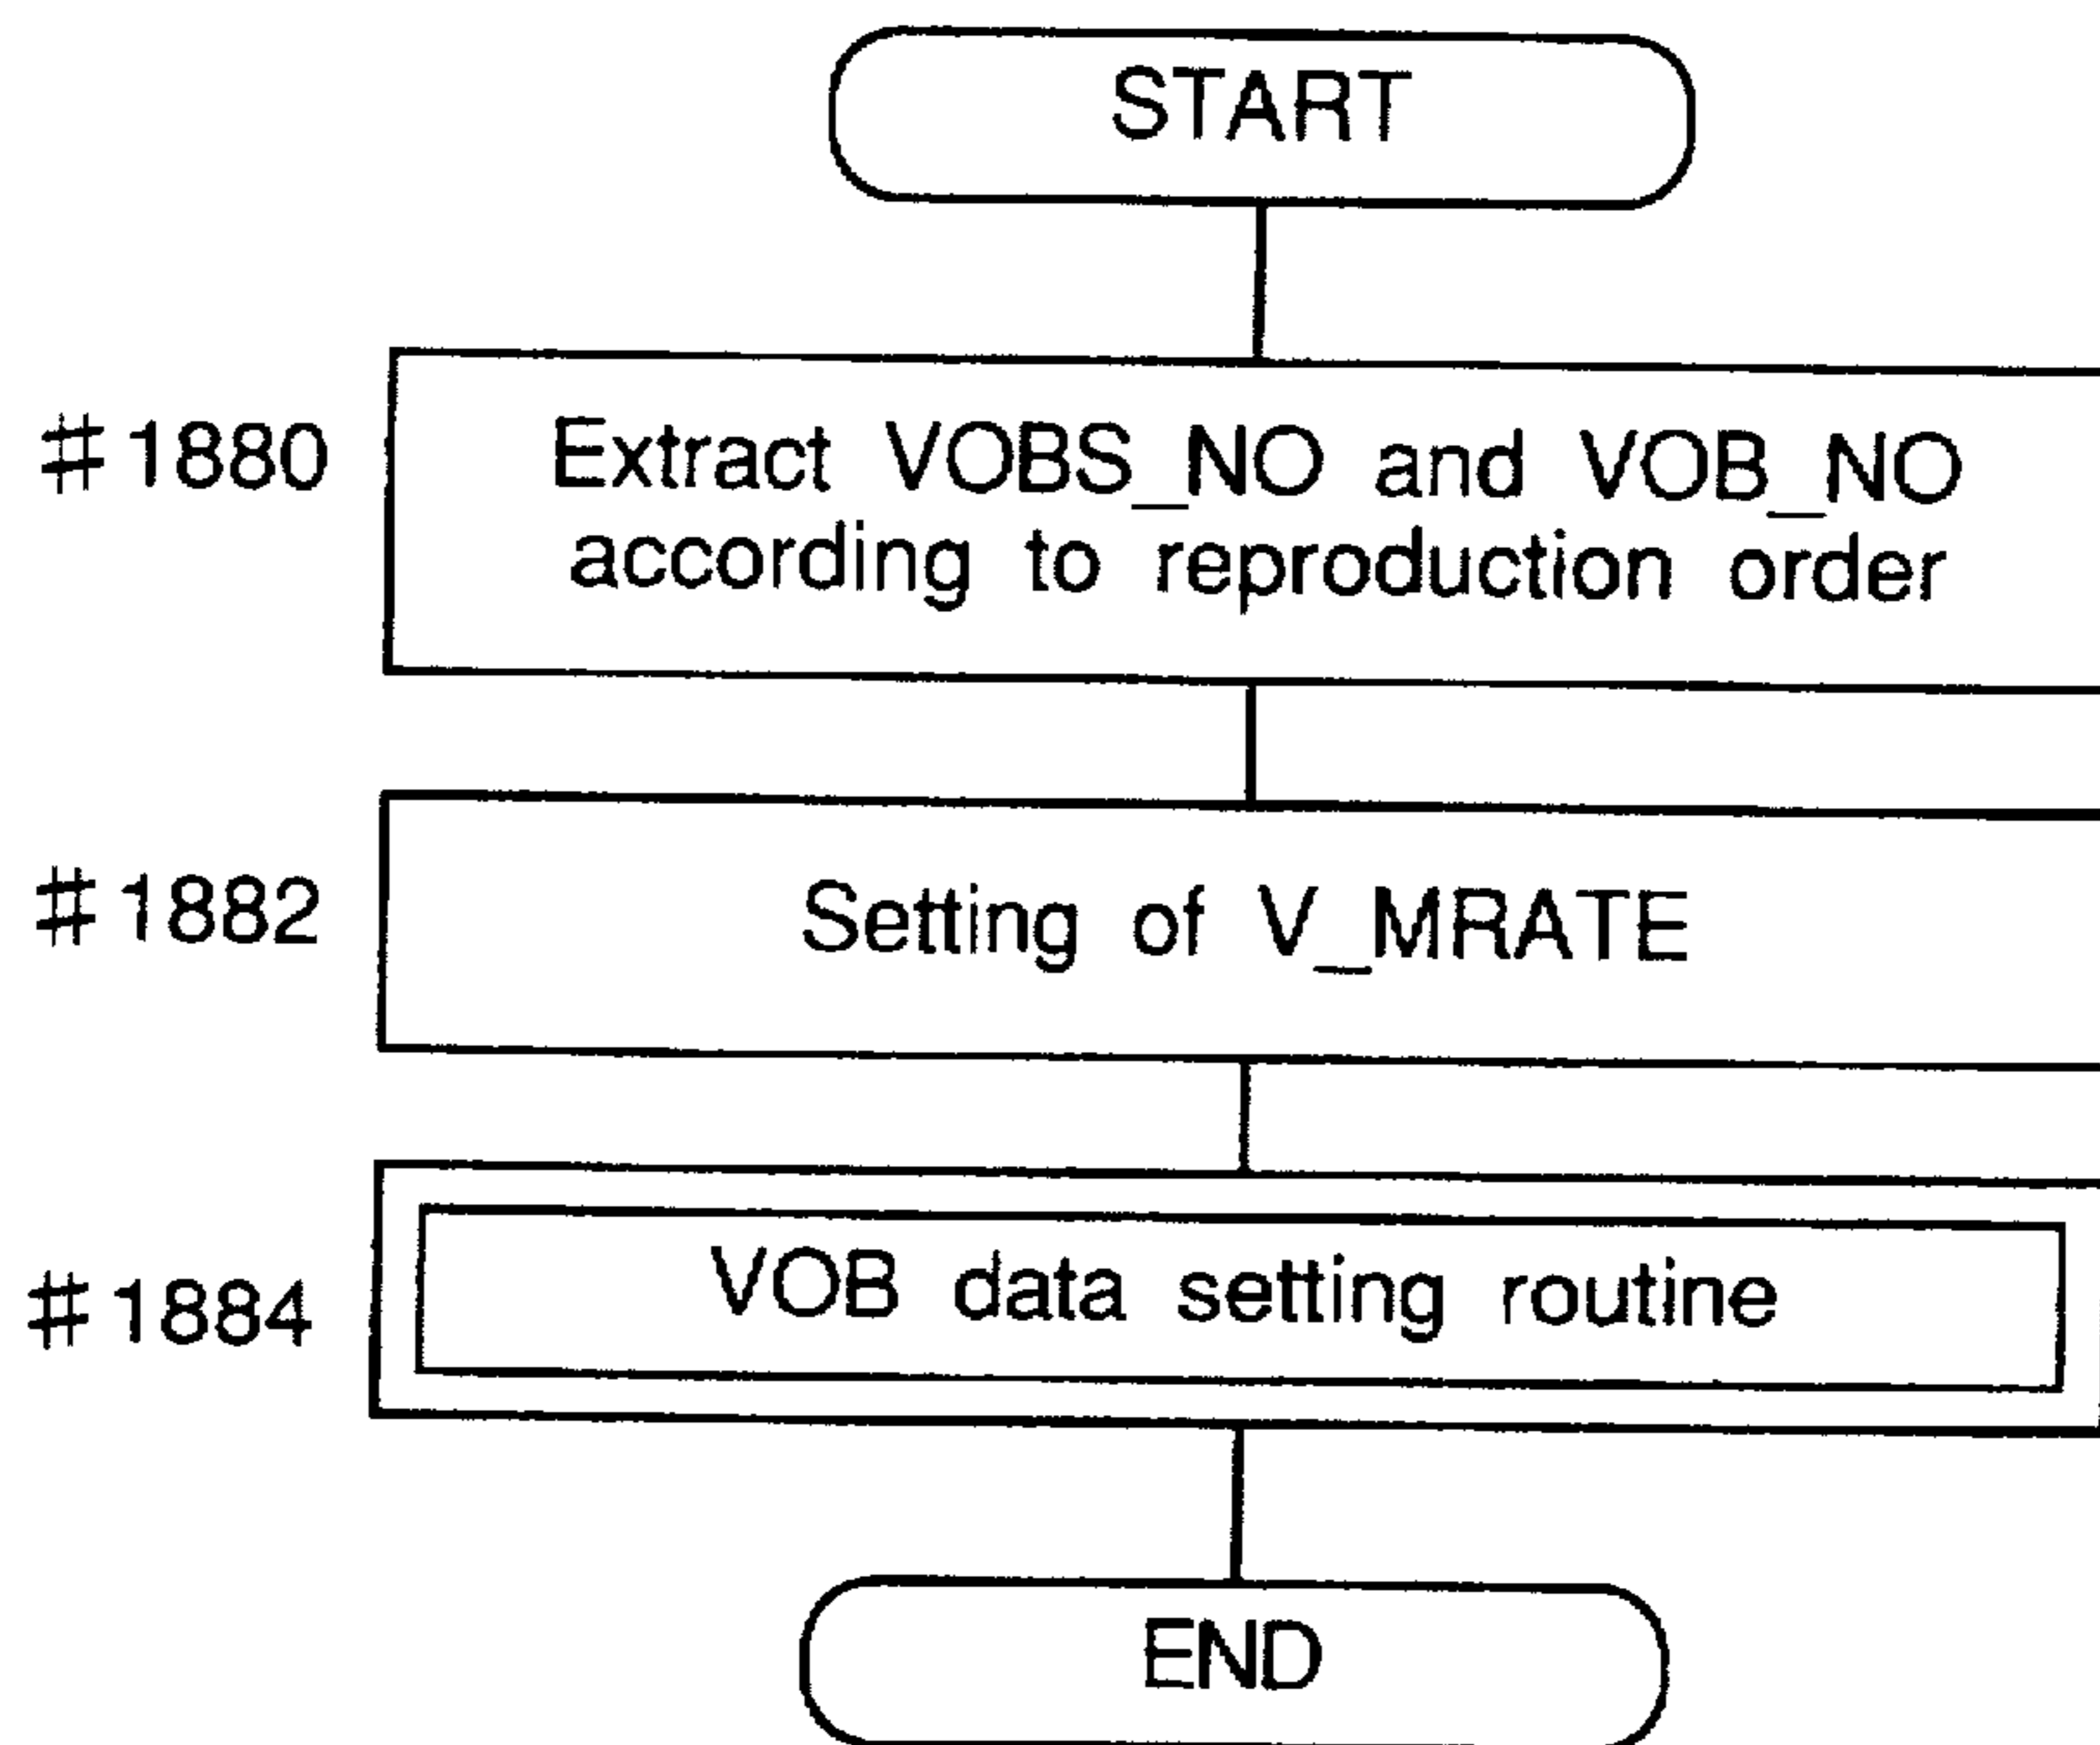 START
#1880
Extract VOBS_NO and VOB_NO
according to reproduction order
#1882
Setting of V_MRATE
#1884
VOB data setting routine
END